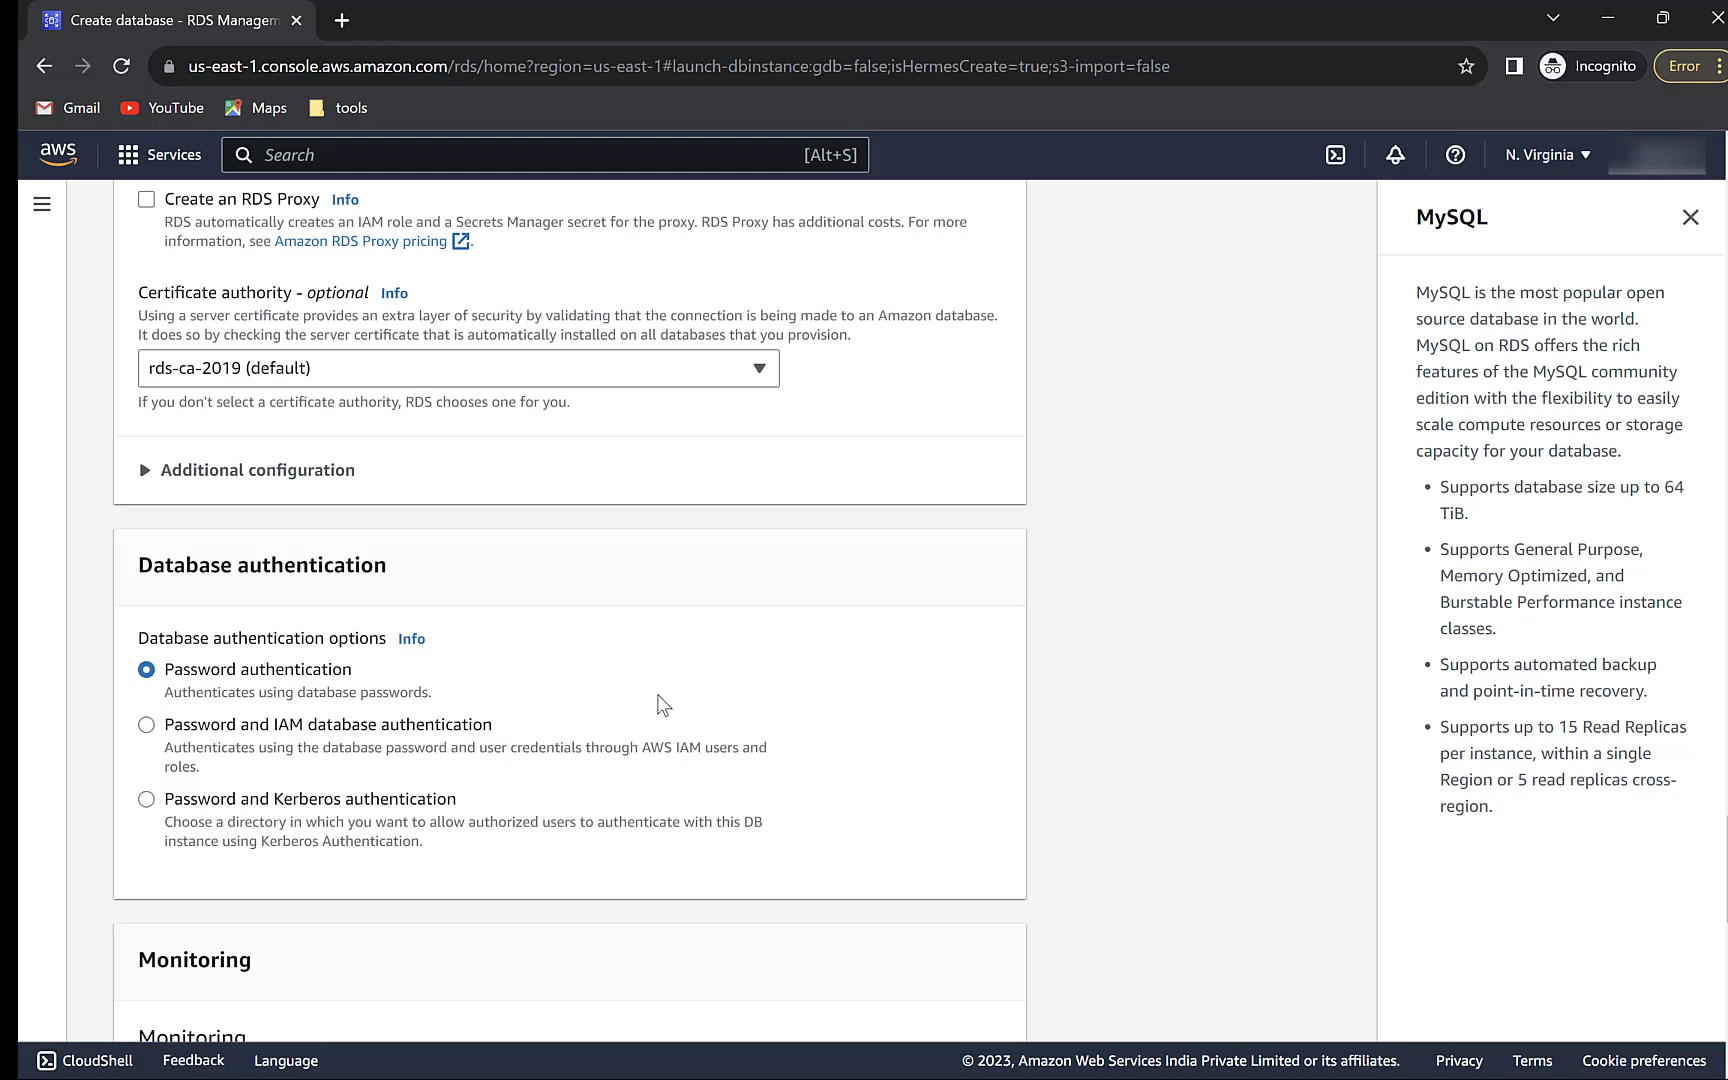 Create database - RDS Managem
us-east-1.console.aws.amazon.com/rds/home?region=us-east-1#launch-dbinstance:gdb=false;isHermesCreate=true;s3-import=false
Incognito
Error
Gmail
YouTube
Maps
tools
aws
Services
Search
[Alt+S]
N. Virginia
Create an RDS Proxy Info
RDS automatically creates an IAM role and a Secrets Manager secret for the proxy. RDS Proxy has additional costs. For more
information, see Amazon RDS Proxy pricing.
Certificate authority - optional Info
Using a server certificate provides an extra layer of security by validating that the connection is being made to an Amazon database.
It does so by checking the server certificate that is automatically installed on all databases that you provision.
rds-ca-2019 (default)
If you don't select a certificate authority, RDS chooses one for you.
Additional configuration
Database authentication
Database authentication options Info
Password authentication
Authenticates using database passwords.
Password and IAM database authentication
Authenticates using the database password and user credentials through AWS IAM users and
roles.
Password and Kerberos authentication
Choose a directory in which you want to allow authorized users to authenticate with this DB
instance using Kerberos Authentication.
Monitoring
Monitoring
MySQL
MySQL is the most popular open
source database in the world.
MySQL on RDS offers the rich
features of the MySQL community
edition with the flexibility to easily
scale compute resources or storage
capacity for your database.
• Supports database size up to 64
TiB.
• Supports General Purpose,
Memory Optimized, and
Burstable Performance instance
classes.
• Supports automated backup
and point-in-time recovery.
• Supports up to 15 Read Replicas
per instance, within a single
Region or 5 read replicas cross-
region.
CloudShell
Feedback
Language
© 2023, Amazon Web Services India Private Limited or its affiliates.
Privacy
Terms
Cookie preferences